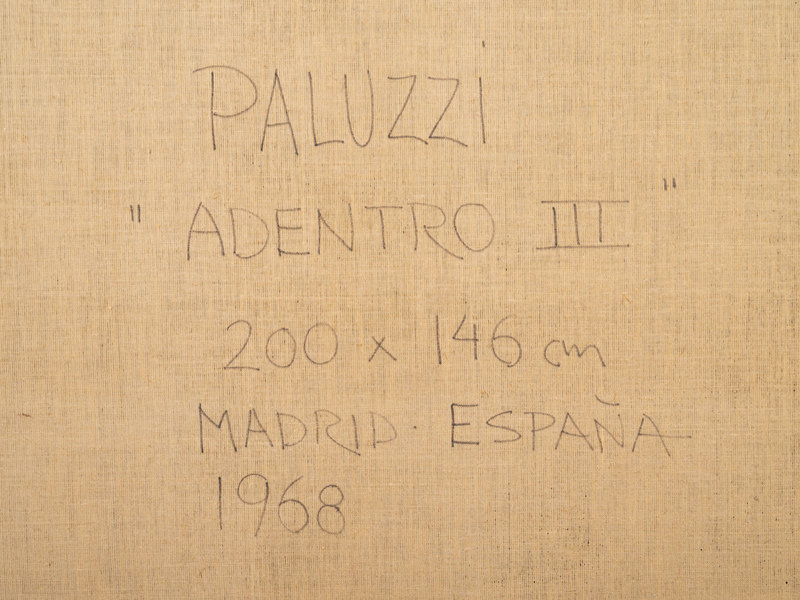 PALUZZi
" ADENTRO III "
200 x 146 cm
MADRID · ESPAÑA
1968